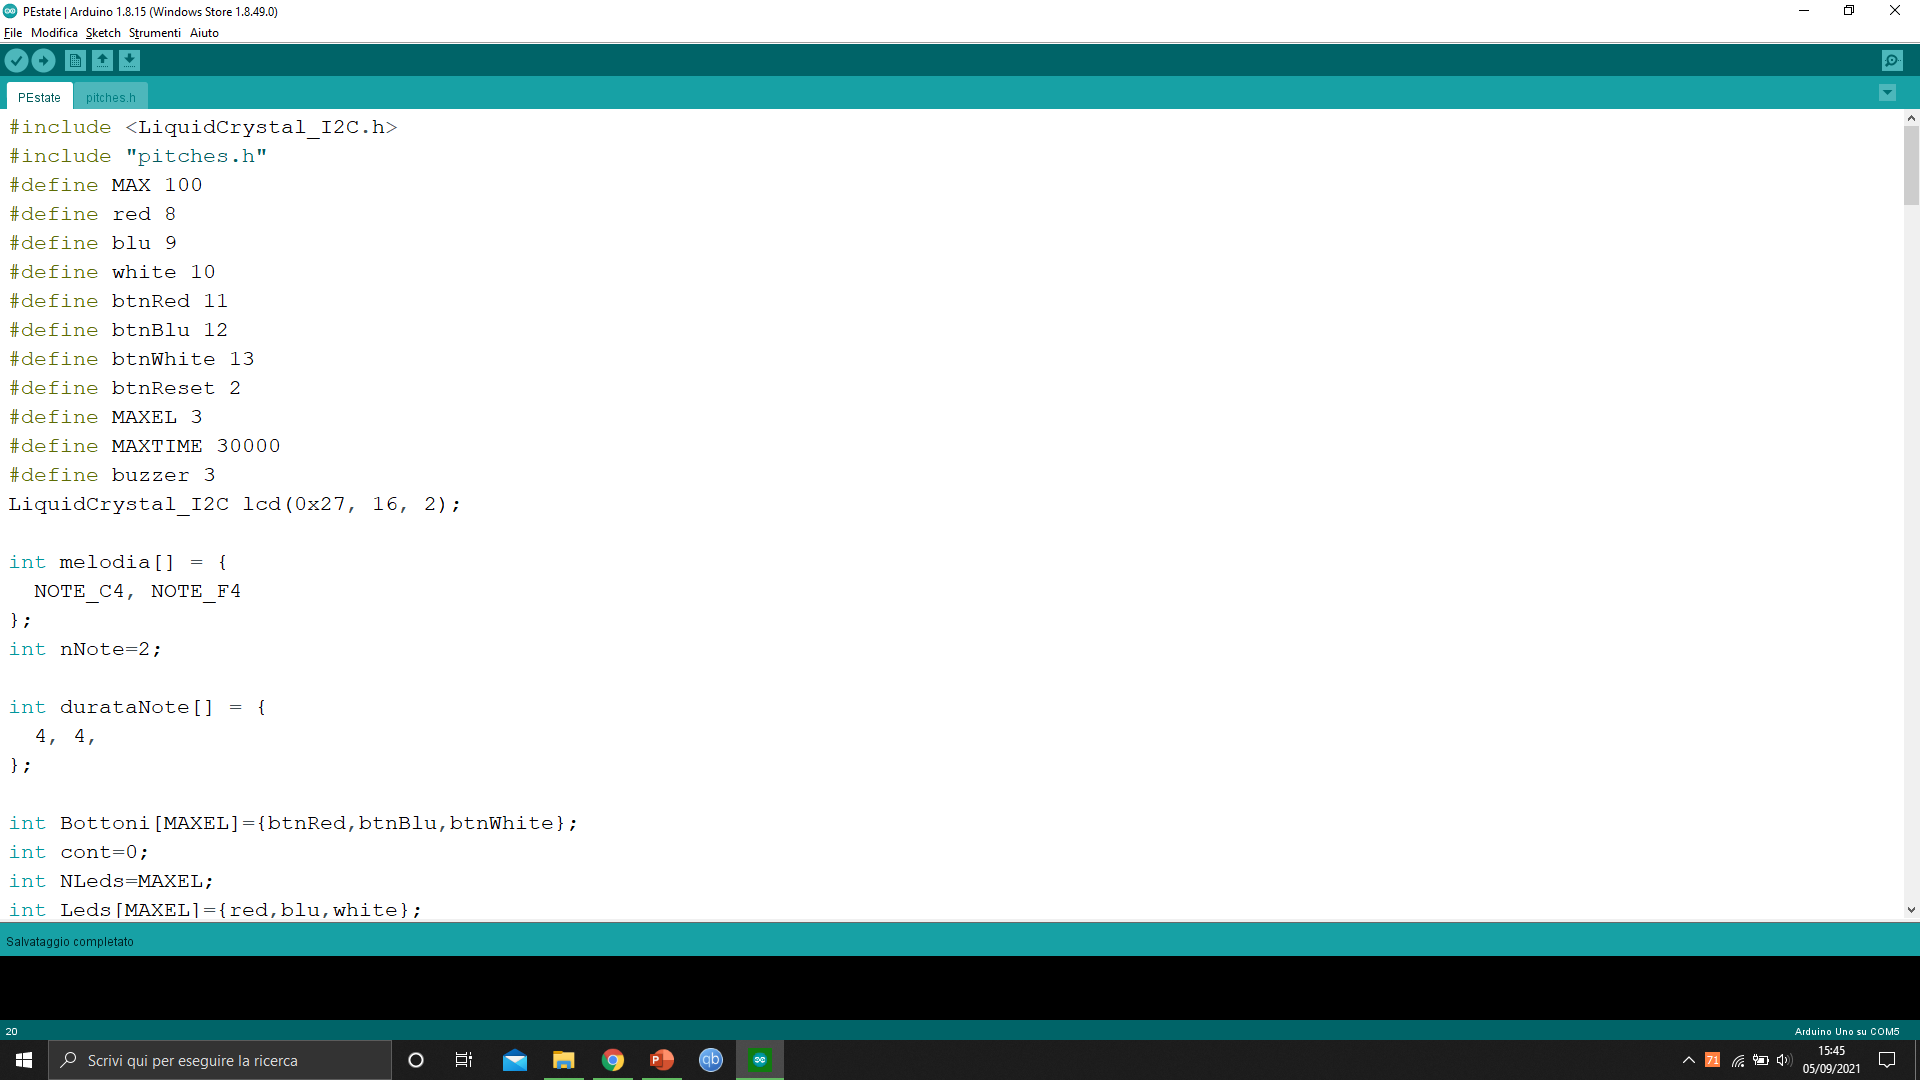 PEstate | Arduino 1.8.15 (Windows Store 1.8.49.0)
File Modifica Sketch Strumenti Aiuto
PEstate pitches.h
#include <LiquidCrystal_I2C.h>
#include "pitches.h"
#define MAX 100
#define red 8
#define blu 9
#define white 10
#define btnRed 11
#define btnBlu 12
#define btnWhite 13
#define btnReset 2
#define MAXEL 3
#define MAXTIME 30000
#define buzzer 3
LiquidCrystal_I2C lcd(0x27, 16, 2);
int melodia[] = {
NOTE_C4, NOTE_F4
};
int nNote=2;
int durataNote[] = {
4, 4,
};
int Bottoni[MAXEL]={btnRed,btnBlu,btnWhite};
int cont=0;
int NLeds=MAXEL;
int Leds[MAXEL]={red,blu,white};
Salvataggio completato
20 Arduino Uno su COM5
Scrivi qui per eseguire la ricerca
P
qb
71
15:45
05/09/2021